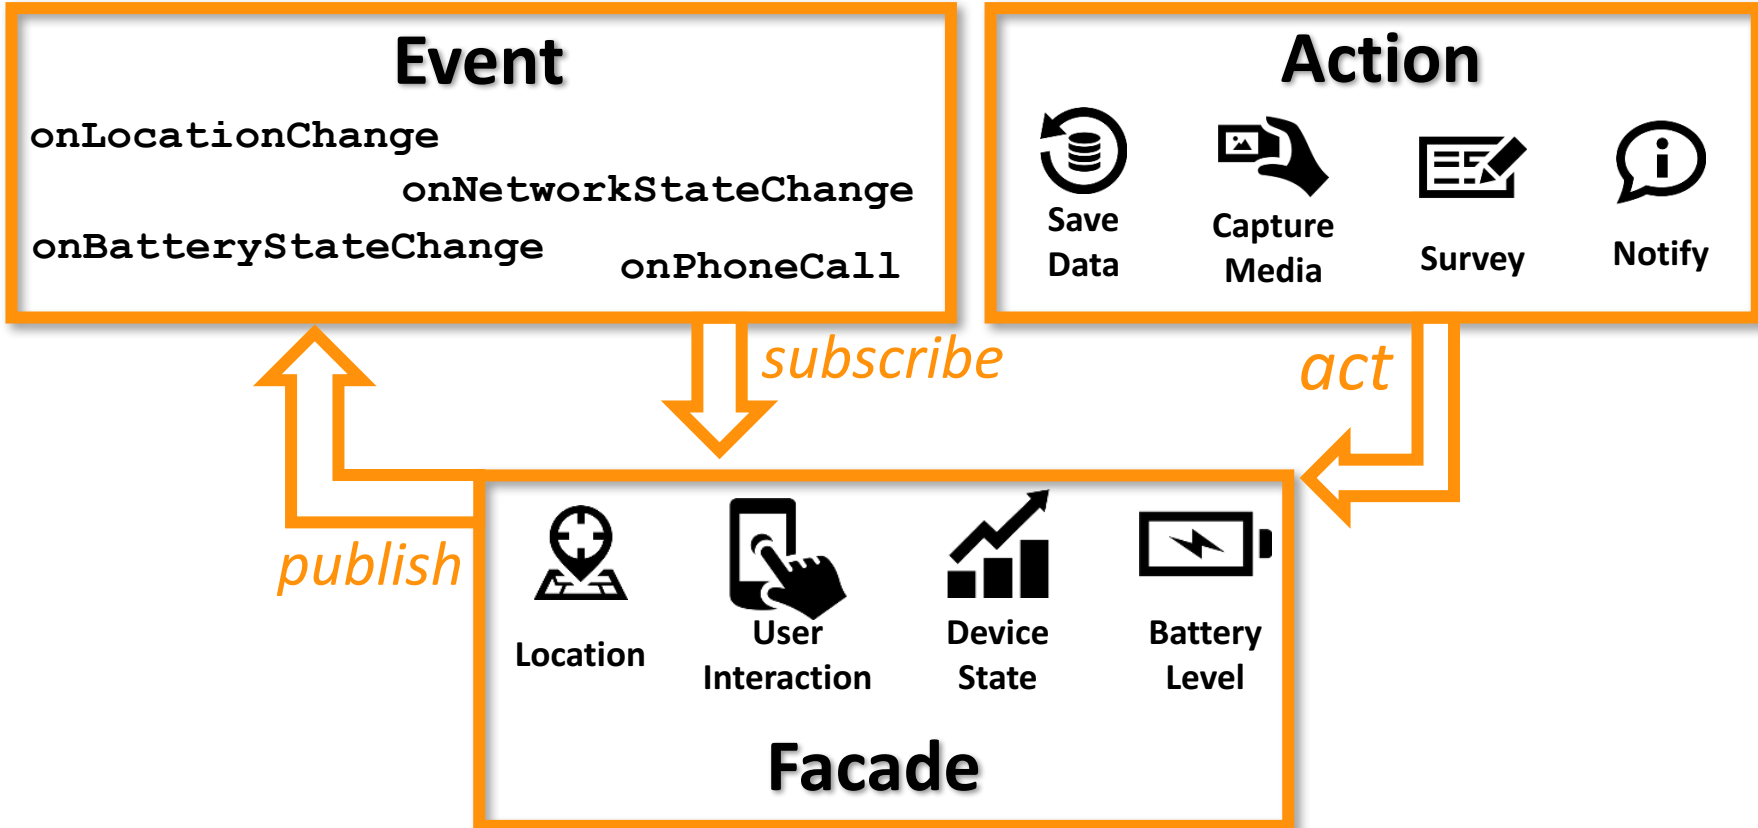 Event
onLocationChange
onNetworkStateChange
onBatteryStateChange
onPhoneCall
Action
Save
Data
Capture
Media
Survey
Notify
subscribe
act
publish
Location
User
Interaction
Device
State
Battery
Level
Facade